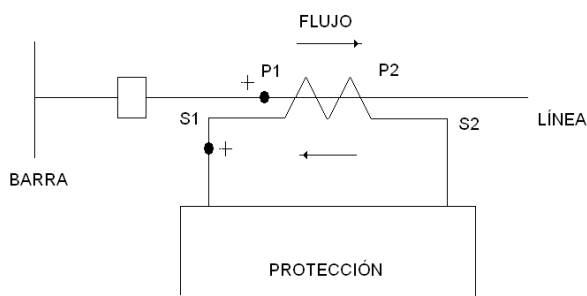 FLUJO
+ P1 P2
S1 S2 LÍNEA
+
BARRA
PROTECCIÓN